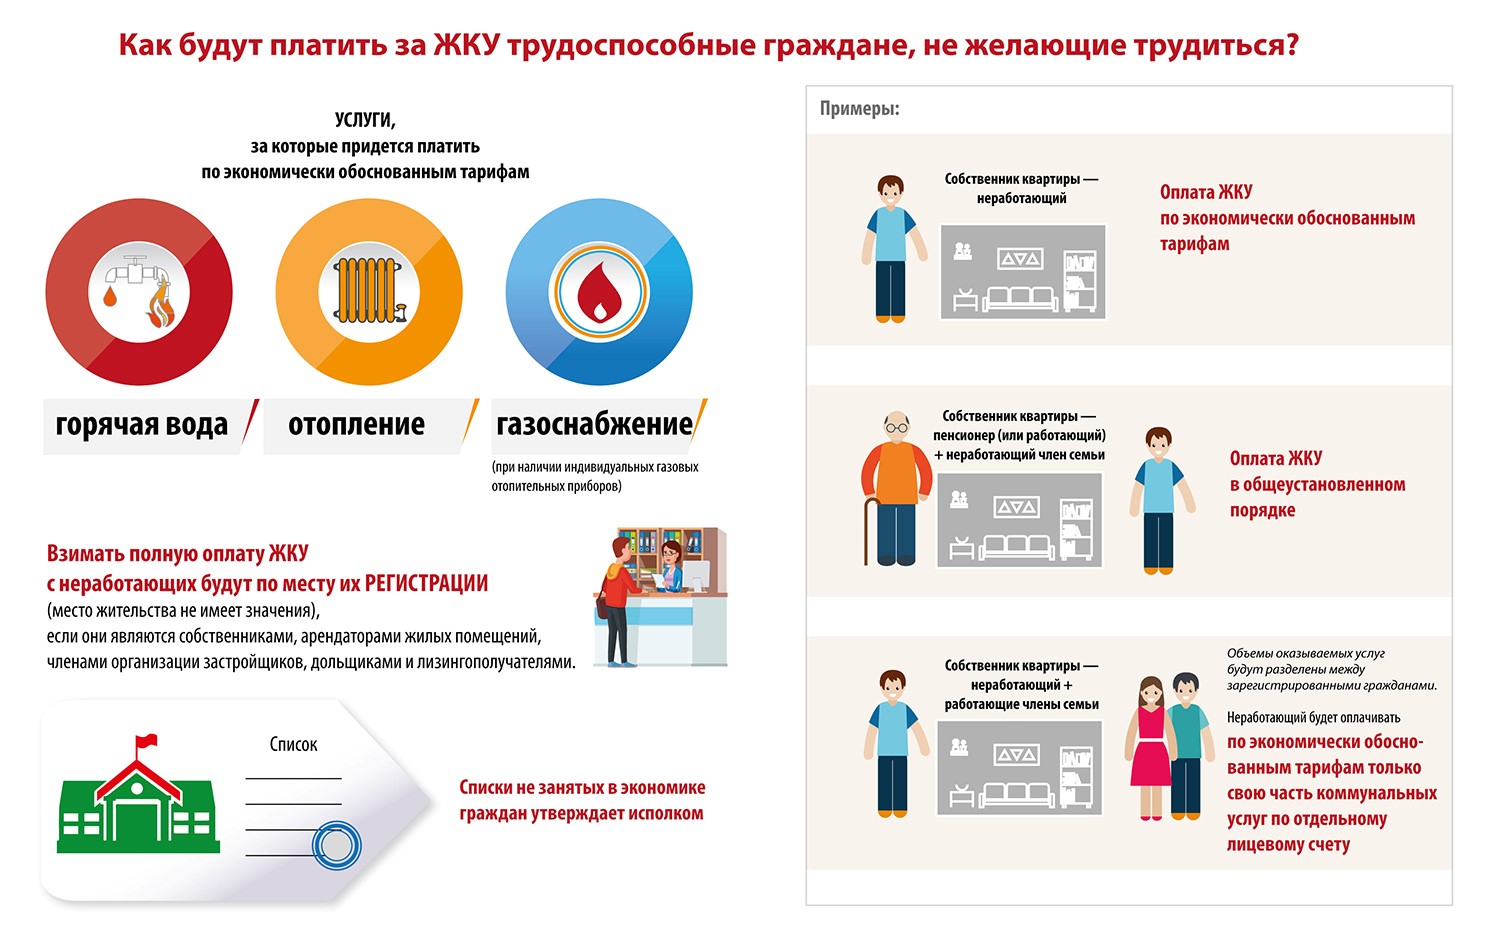 Как будут платить за ЖКУ трудоспособные граждане, не желающие трудиться?
УСЛУГИ,
за которые придется платить
по экономически обоснованным тарифам
горячая вода
отопление
газоснабжение
(при наличии индивидуальных газовых
отопительных приборов)
Взимать полную оплату ЖКУ
с неработающих будут по месту их РЕГИСТРАЦИИ
(место жительства не имеет значения),
если они являются собственниками, арендаторами жилых помещений,
членами организации застройщиков, дольщиками и лизингополучателями.
Список
Списки не занятых в экономике
граждан утверждает исполком
Примеры:
Собственник квартиры —
неработающий
Оплата ЖКУ
по экономически обоснованным
тарифам
Собственник квартиры —
пенсионер (или работающий)
+ неработающий член семьи
Оплата ЖКУ
в общеустановленном
порядке
Собственник квартиры —
неработающий +
работающие члены семьи
Объемы оказываемых услуг
будут разделены между
зарегистрированными гражданами.
Неработающий будет оплачивать
по экономически обосно-
ванным тарифам только
свою часть коммунальных
услуг по отдельному
лицевому счету